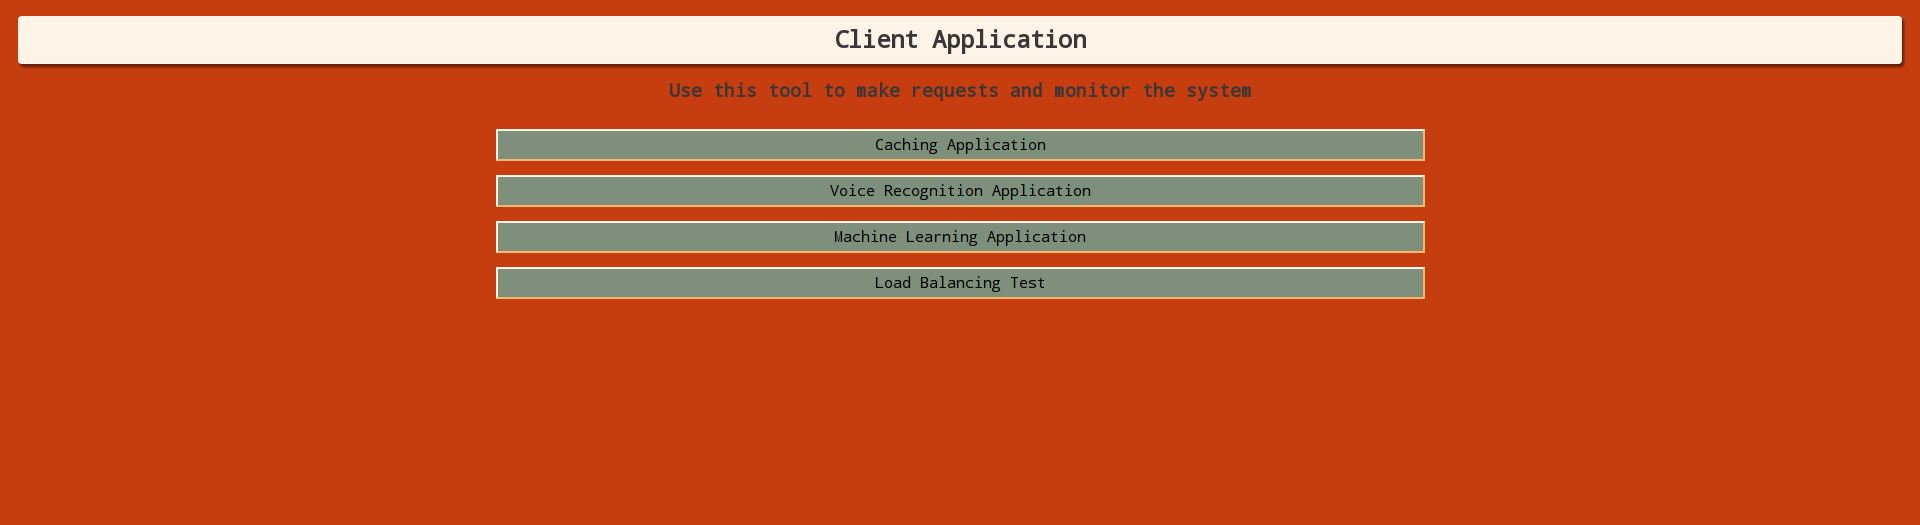 Client Application
Use this tool to make requests and monitor the system
Caching Application
Voice Recognition Application
Machine Learning Application
Load Balancing Test